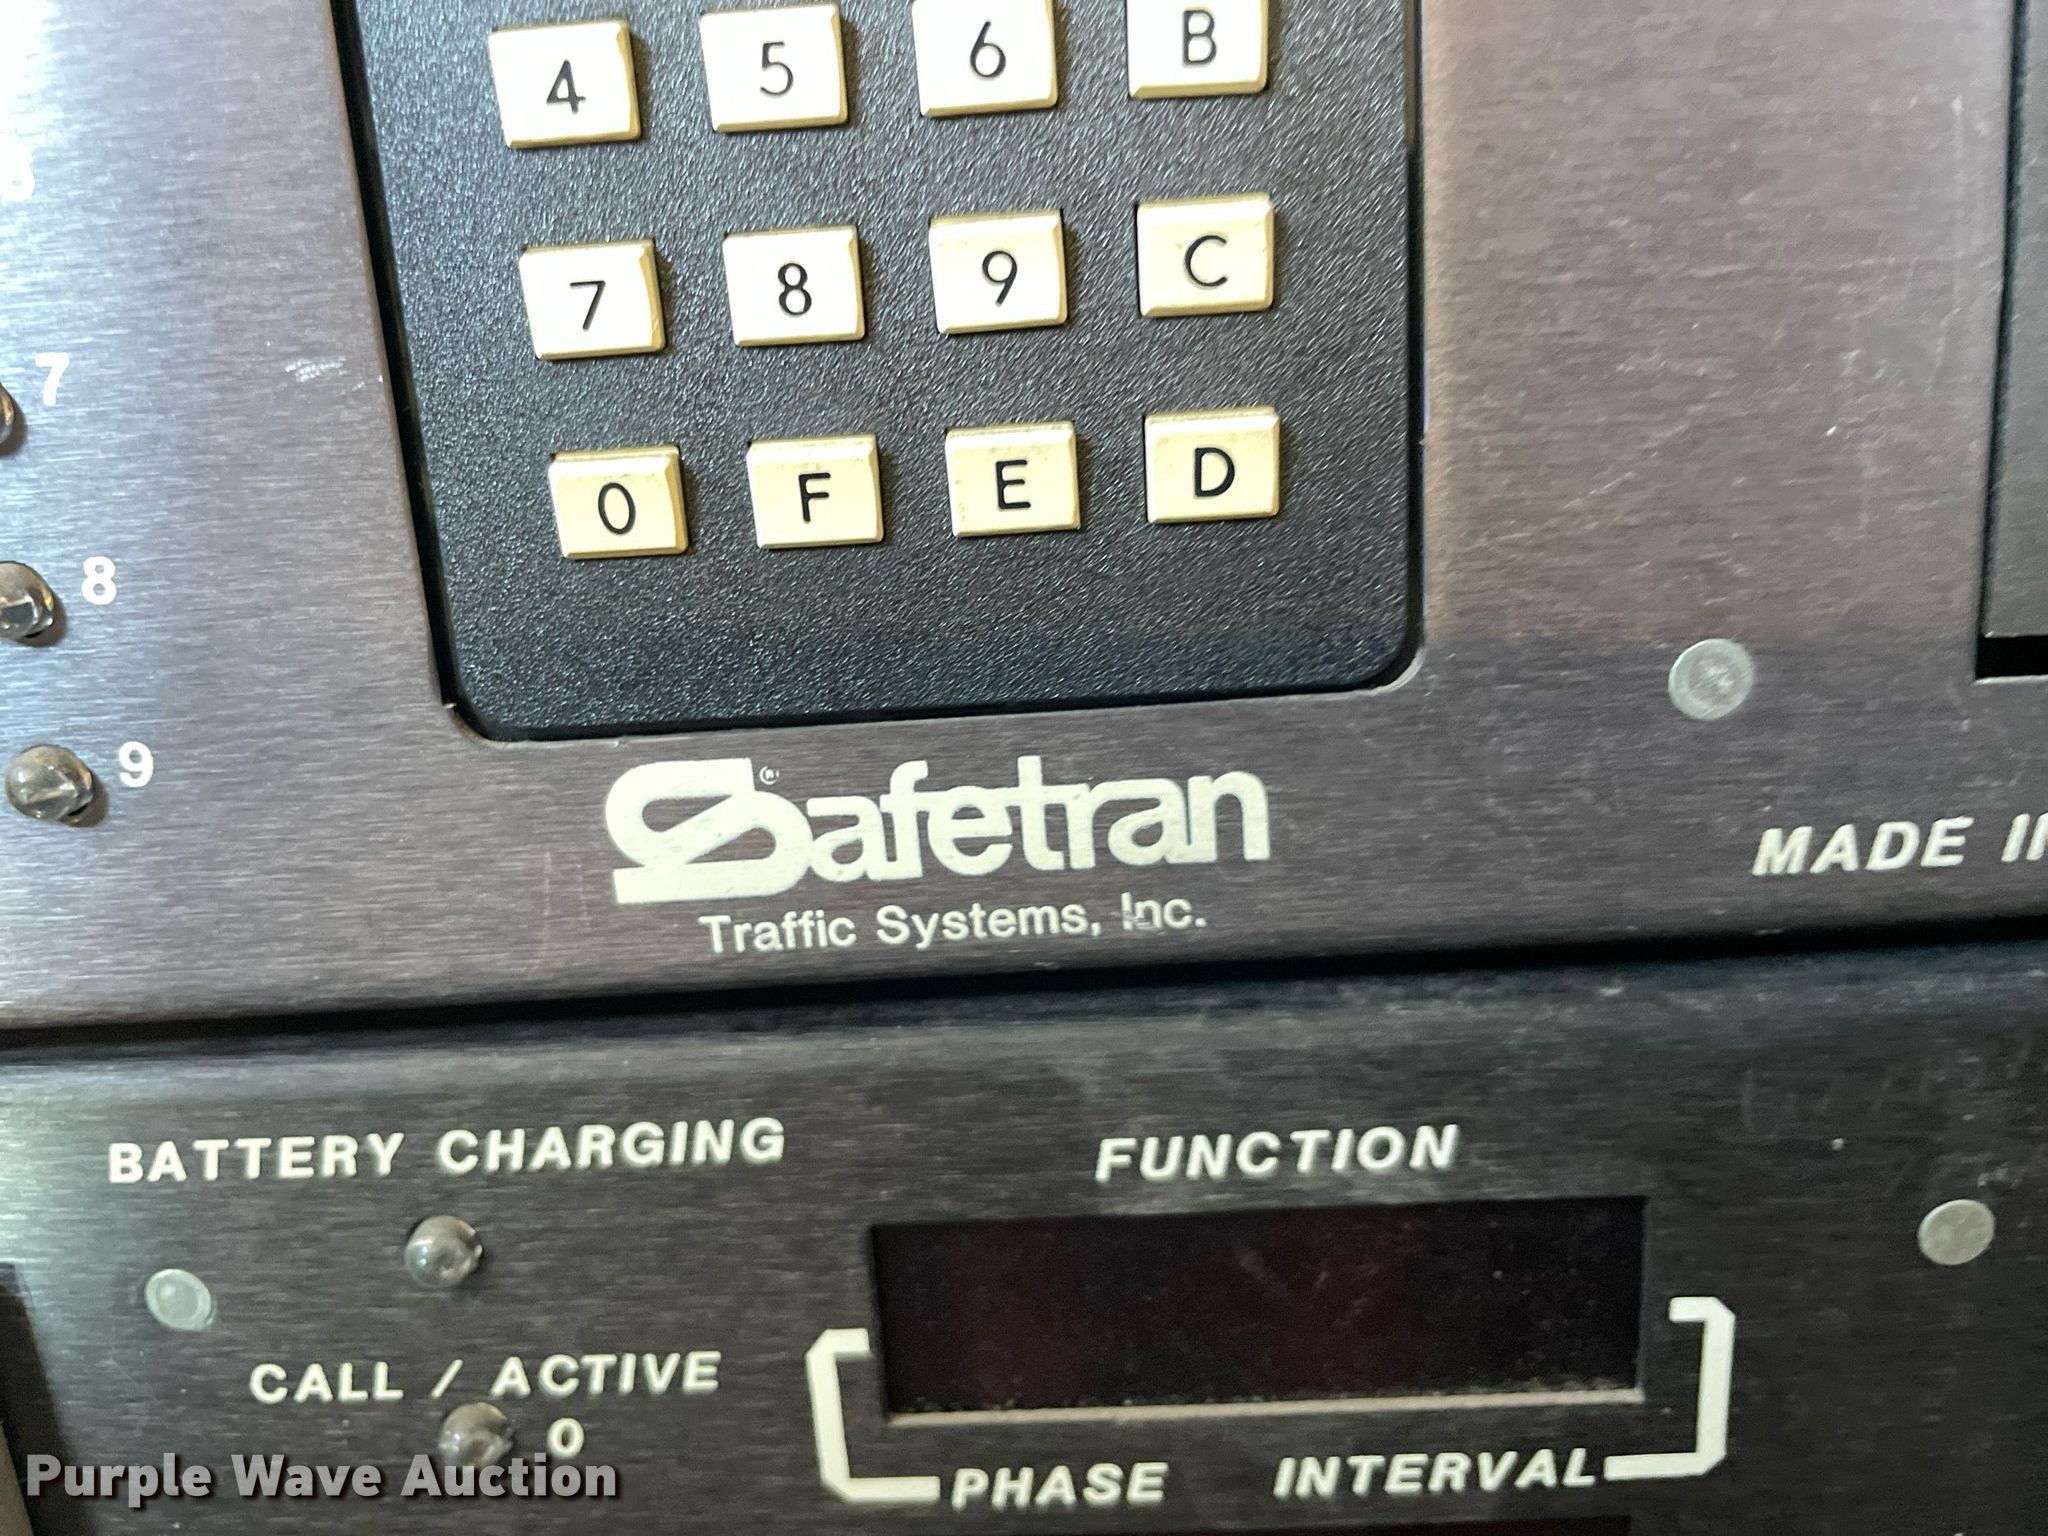 4 5 6 B
7 8 9 C
0 F E D
7
8
9
Safetran®
Traffic Systems, Inc.
MADE
BATTERY CHARGING
FUNCTION
CALL / ACTIVE
0
PHASE INTERVAL
Purple Wave Auction